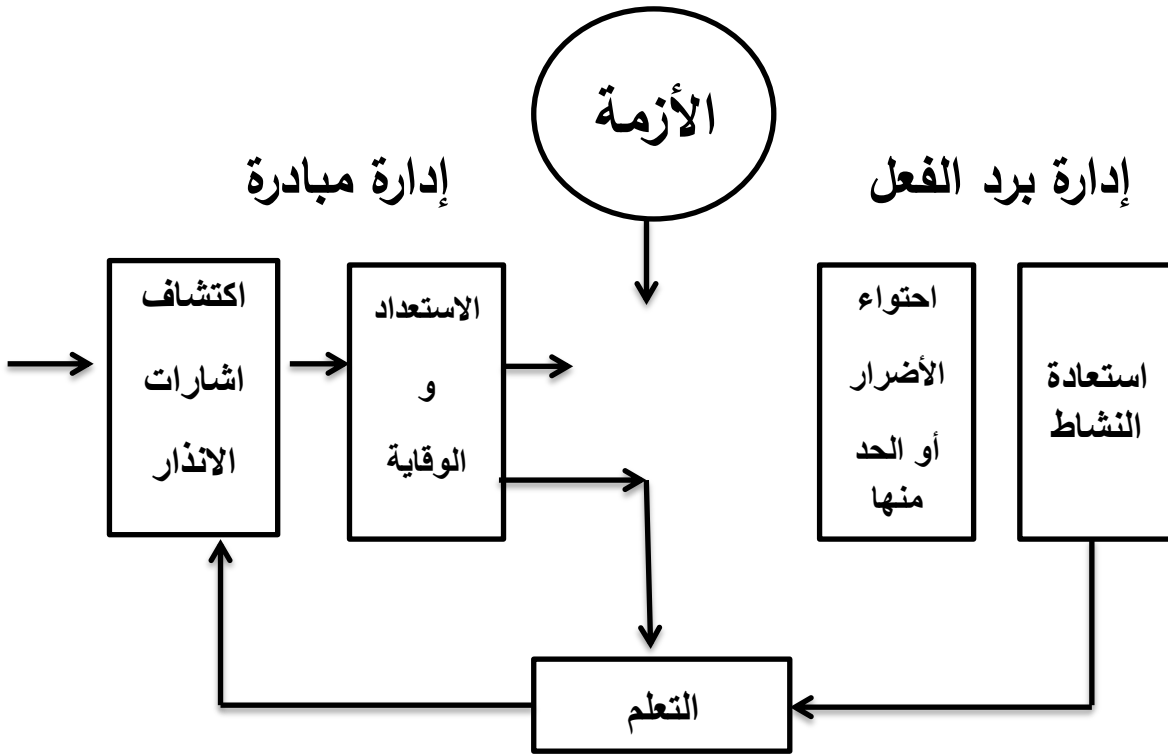 الأزمة
إدارة برد الفعل
إدارة مبادرة
استعادة
النشاط
احتواء
الأضرار
أو الحد
منها
الاستعداد
و
الوقاية
اكتشاف
اشارات
الانذار
التعلم